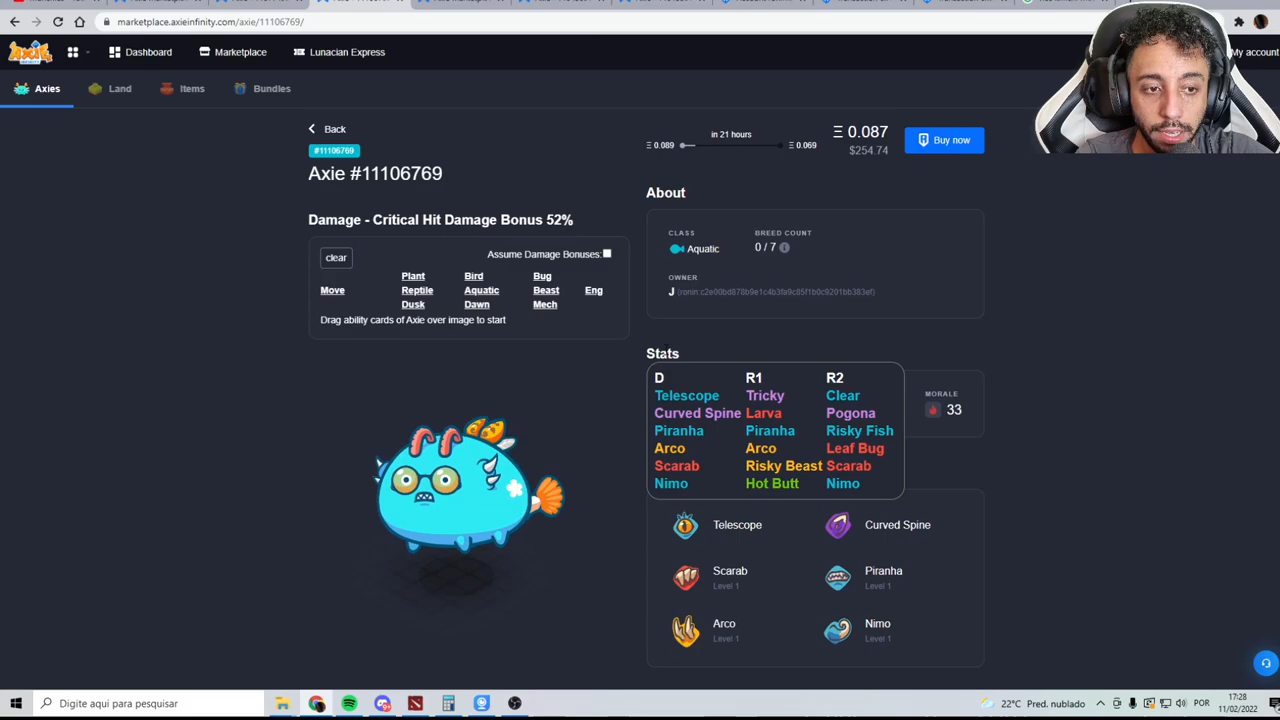 marketplace.axieinfinity.com/axie/11106769/
AXIE
Dashboard
Marketplace
Lunacian Express
My account
Axies
Land
Items
Bundles
Back
#11106769
Axie #11106769
Ξ 0.089
in 21 hours
Ξ 0.069
Ξ 0.087
$254.74
Buy now
Damage - Critical Hit Damage Bonus 52%
clear
Assume Damage Bonuses:
Plant Bird Bug
Move Reptile Aquatic Beast Eng
Dusk Dawn Mech
Drag ability cards of Axie over image to start
About
CLASS BREED COUNT
Aquatic 0 / 7
OWNER
J (ronin:c2e00bd878b9e1c4b3fa9c85f1b0c9201bb383ef)
Stats
D R1 R2
Telescope Tricky Clear
Curved Spine Larva Pogona
Piranha Piranha Risky Fish
Arco Arco Leaf Bug
Scarab Risky Beast Scarab
Nimo Hot Butt Nimo
MORALE
33
Telescope Curved Spine
Scarab Piranha
Level 1 Level 1
Arco Nimo
Level 1 Level 1
Digite aqui para pesquisar
22°C Pred. nublado
POR
17:28
11/02/2022